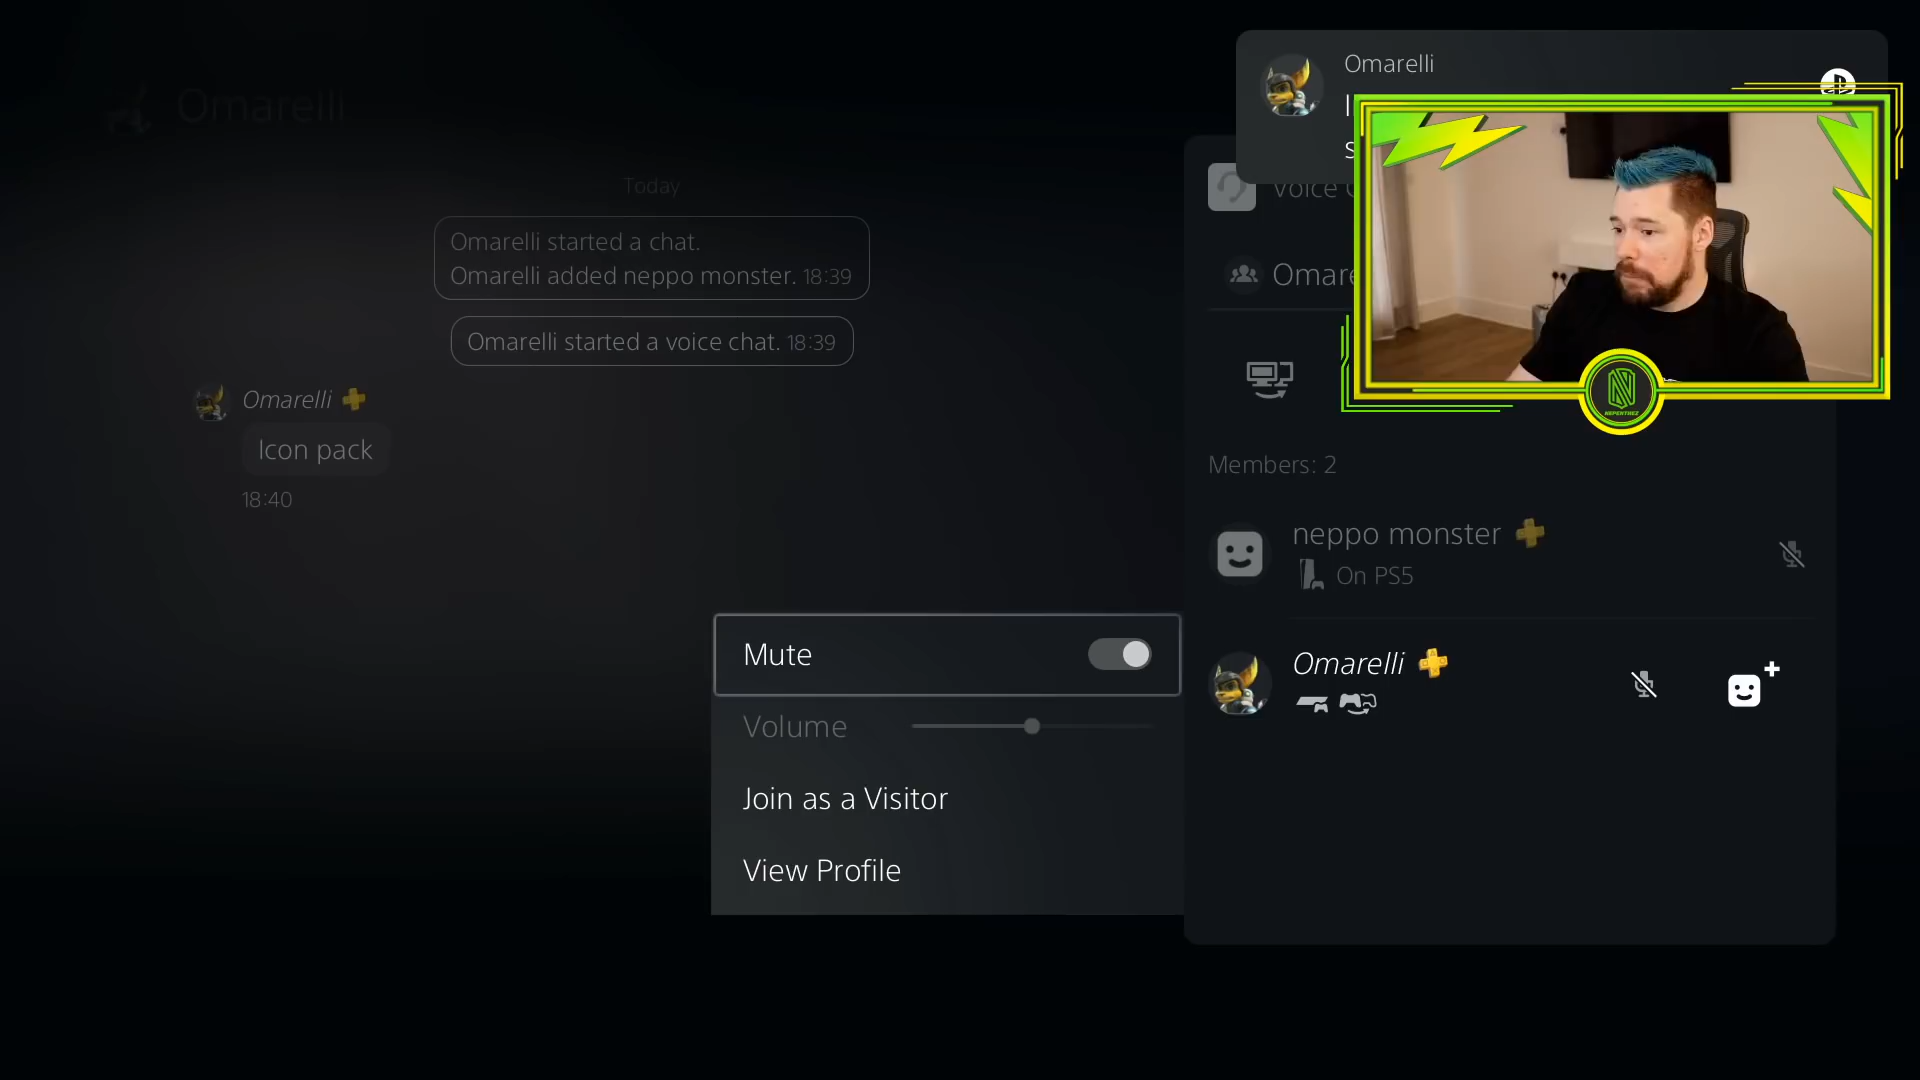 Omarelli
Today
Omarelli started a chat.
Omarelli added neppo monster. 18:39
Omarelli started a voice chat. 18:39
Omarelli
Icon pack
18:40
Mute
Volume
Join as a Visitor
View Profile
Omarelli
Voice
Members: 2
neppo monster
On PS5
Omarelli
NEPENTHEZ